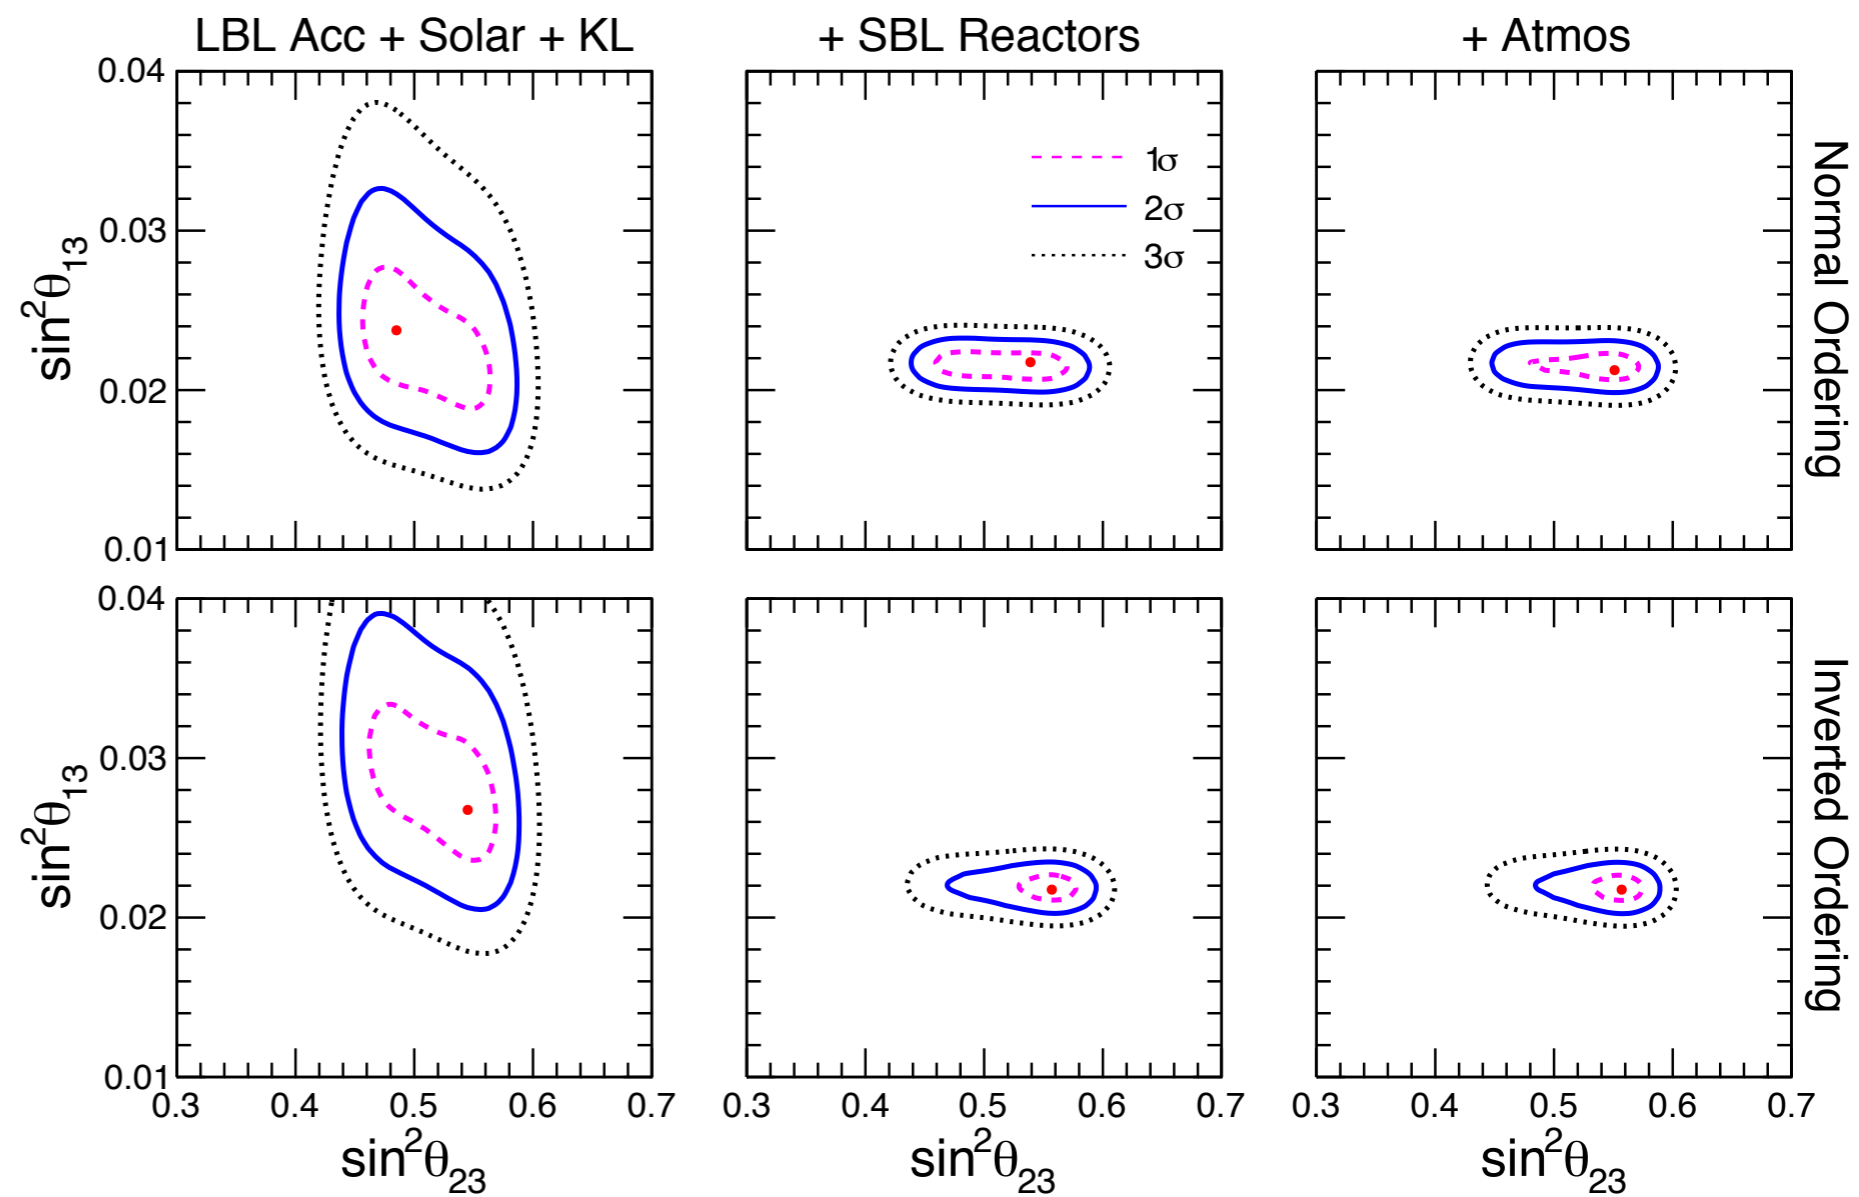 LBL Acc + Solar + KL
+ SBL Reactors
+ Atmos
0.04
0.03
0.02
0.01
sin²θ₁₃
1σ
2σ
3σ
Normal Ordering
0.04
0.03
0.02
0.01
sin²θ₁₃
Inverted Ordering
0.3 0.4 0.5 0.6 0.7
0.3 0.4 0.5 0.6 0.7
0.3 0.4 0.5 0.6 0.7
sin²θ₂₃
sin²θ₂₃
sin²θ₂₃